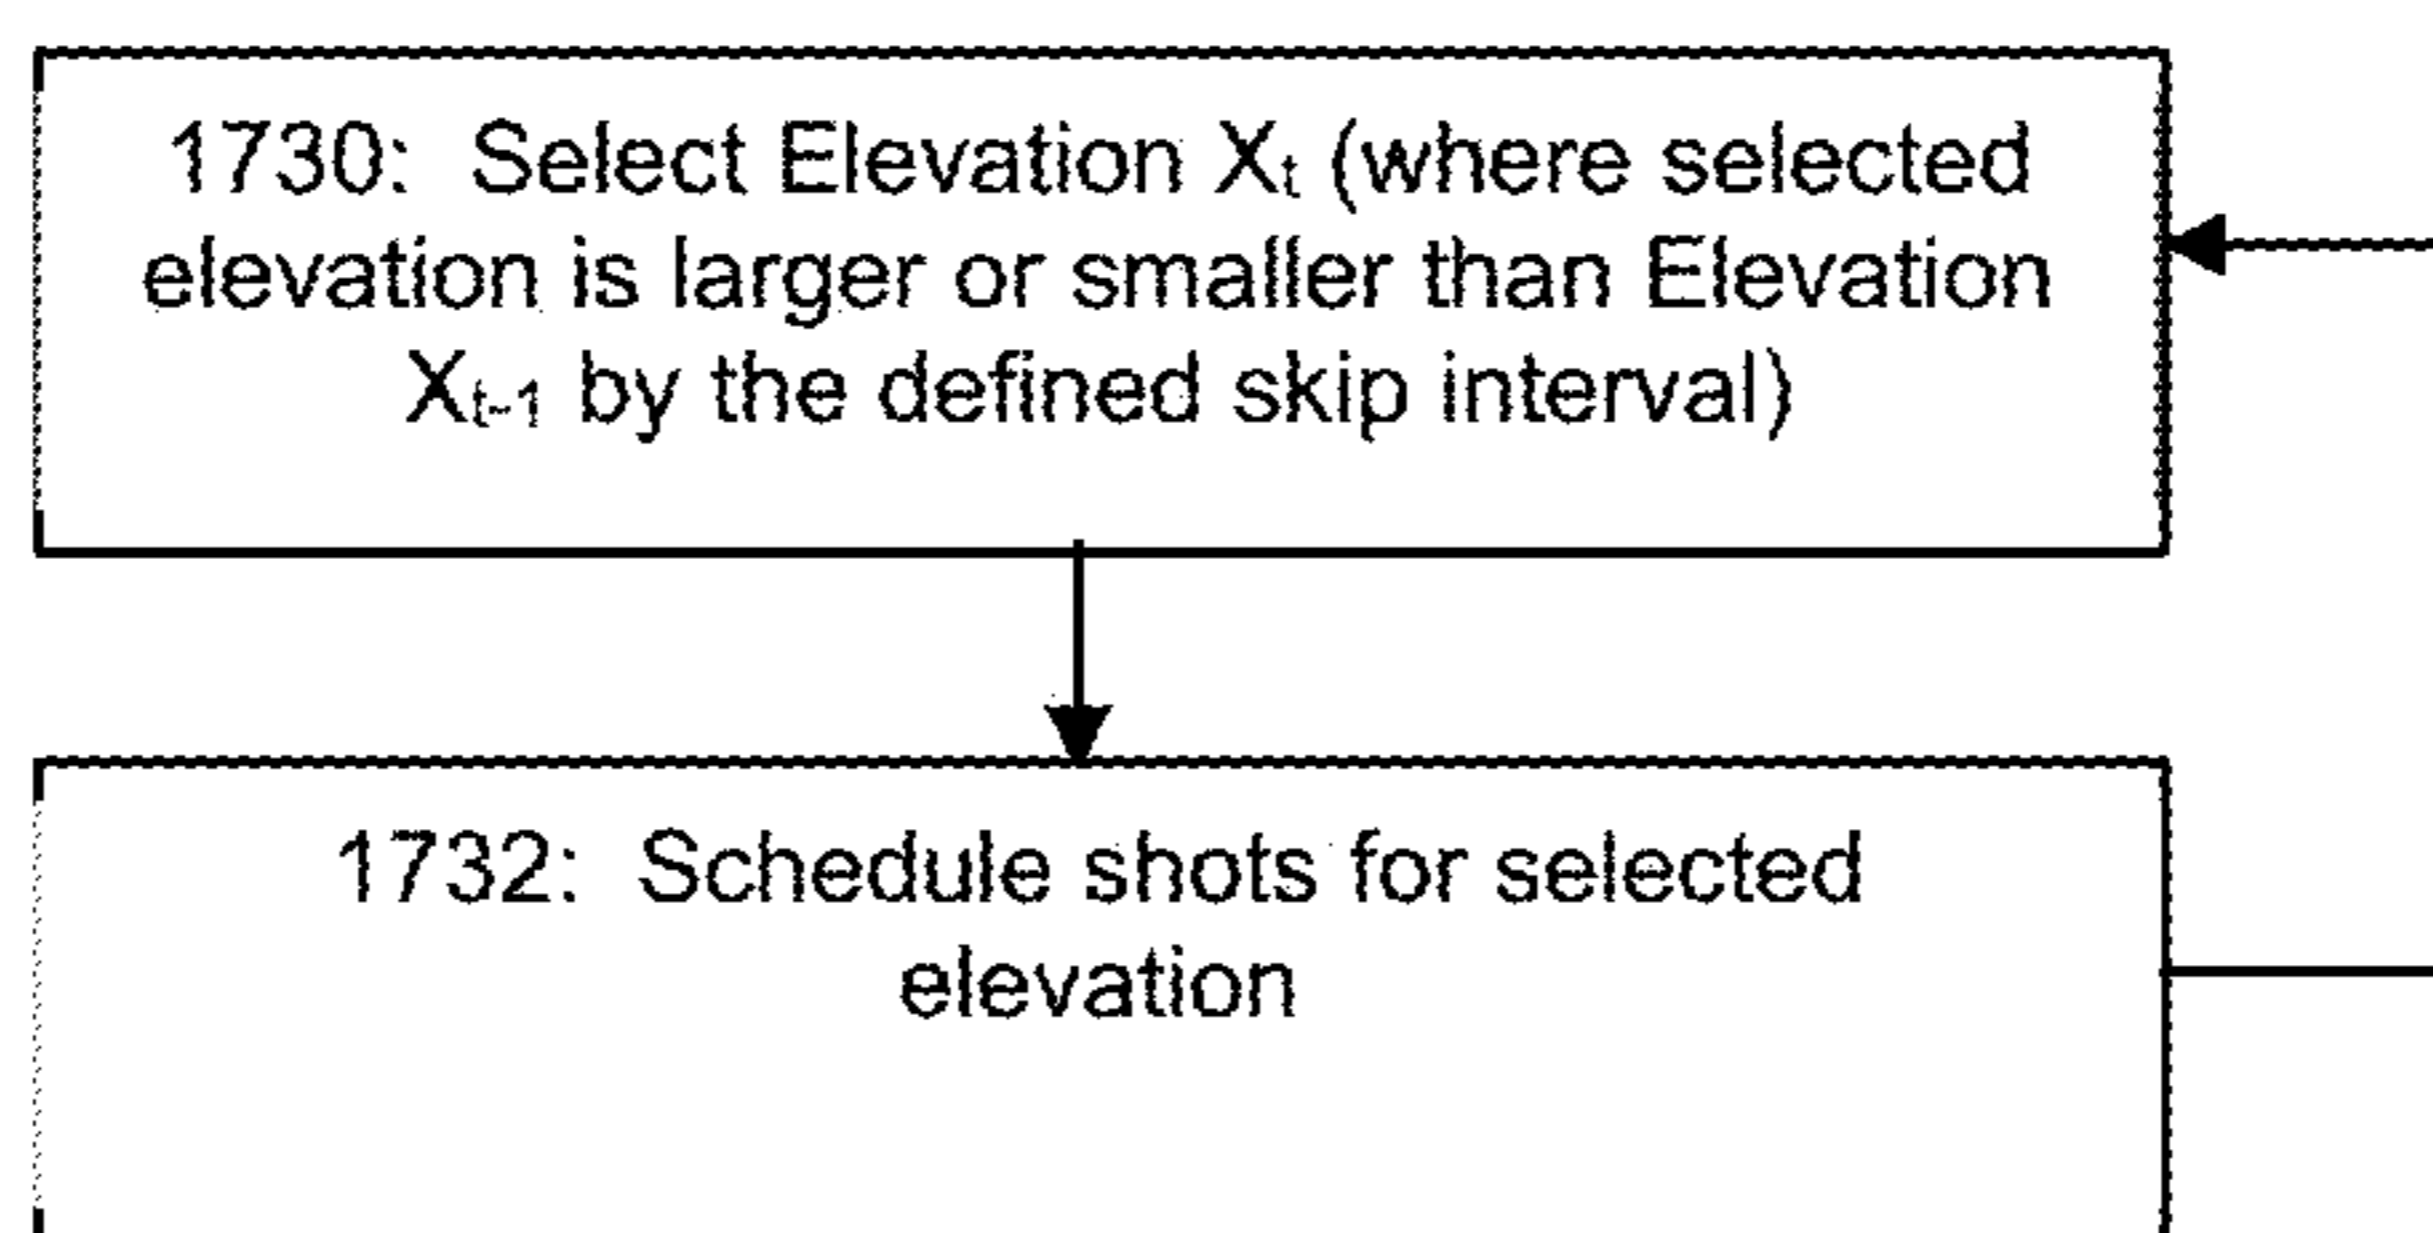 1730: Select Elevation Xt (where selected
elevation is larger or smaller than Elevation
Xt-1 by the defined skip interval)
1732: Schedule shots for selected
elevation